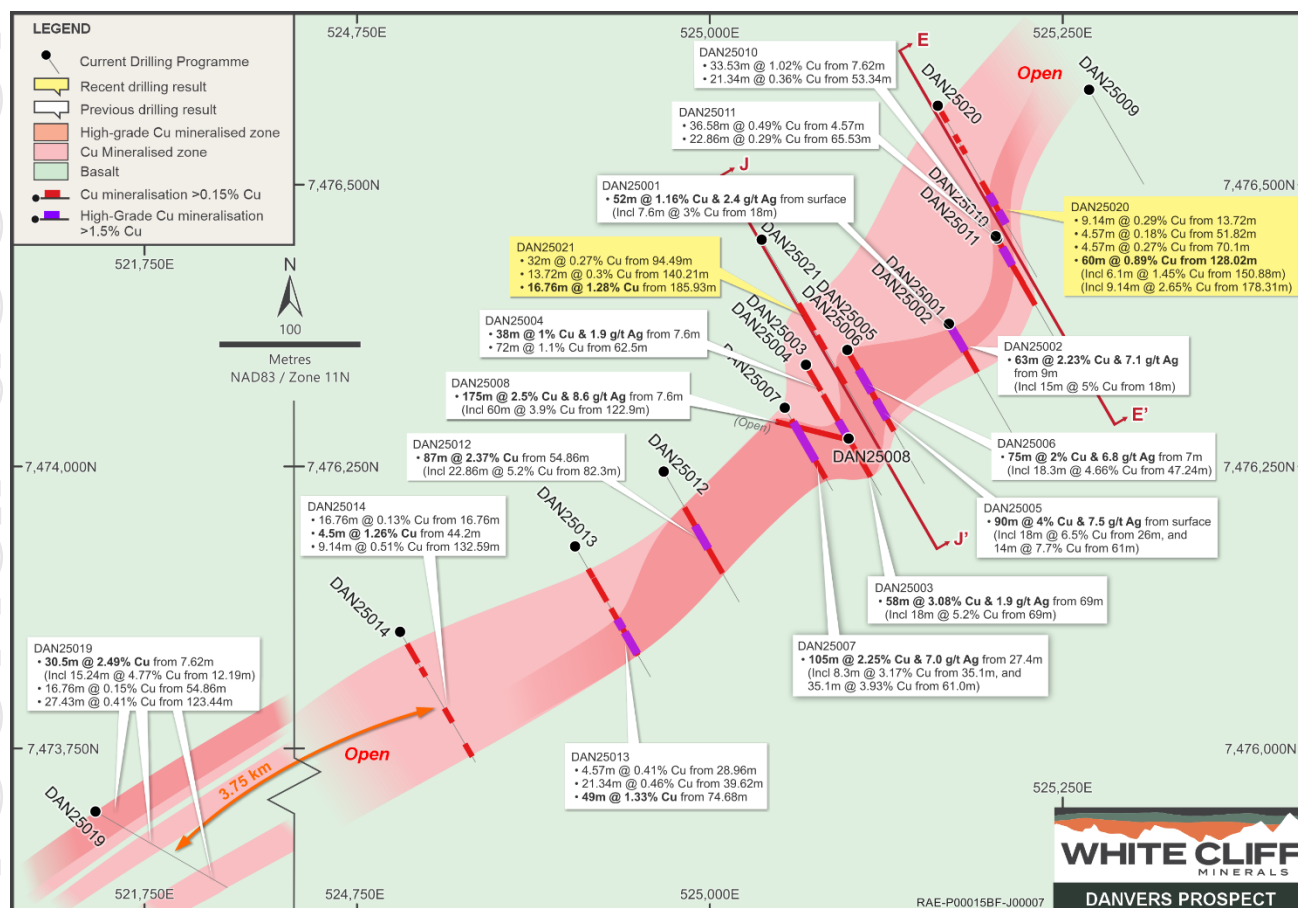 LEGEND
Current Drilling Programme
Recent drilling result
Previous drilling result
High-grade Cu mineralised zone
Cu Mineralised zone
Basalt
Cu mineralisation >0.15% Cu
High-Grade Cu mineralisation
>1.5% Cu
524,750E
525,000E
525,250E
521,750E
N
100
Metres
NAD83 / Zone 11N
7,476,500N
7,476,500N
7,474,000N
7,476,250N
7,476,250N
7,473,750N
7,476,000N
525,250E
521,750E
524,750E
525,000E
E
E'
J
J'
Open
Open
(Open)
3.75 km
DAN25009
DAN25020
DAN25010
DAN25011
DAN25021
DAN25001
DAN25002
DAN25005
DAN25006
DAN25003
DAN25004
DAN25007
DAN25008
DAN25012
DAN25013
DAN25014
DAN25019
DAN25010
• 33.53m @ 1.02% Cu from 7.62m
• 21.34m @ 0.36% Cu from 53.34m
DAN25011
• 36.58m @ 0.49% Cu from 4.57m
• 22.86m @ 0.29% Cu from 65.53m
DAN25001
• 52m @ 1.16% Cu & 2.4 g/t Ag from surface
(Incl 7.6m @ 3% Cu from 18m)
DAN25020
• 9.14m @ 0.29% Cu from 13.72m
• 4.57m @ 0.18% Cu from 51.82m
• 4.57m @ 0.27% Cu from 70.1m
• 60m @ 0.89% Cu from 128.02m
(Incl 6.1m @ 1.45% Cu from 150.88m)
(Incl 9.14m @ 2.65% Cu from 178.31m)
DAN25021
• 32m @ 0.27% Cu from 94.49m
• 13.72m @ 0.3% Cu from 140.21m
• 16.76m @ 1.28% Cu from 185.93m
DAN25004
• 38m @ 1% Cu & 1.9 g/t Ag from 7.6m
• 72m @ 1.1% Cu from 62.5m
DAN25002
• 63m @ 2.23% Cu & 7.1 g/t Ag
from 9m
(Incl 15m @ 5% Cu from 18m)
DAN25008
• 175m @ 2.5% Cu & 8.6 g/t Ag from 7.6m
(Incl 60m @ 3.9% Cu from 122.9m)
DAN25012
• 87m @ 2.37% Cu from 54.86m
(Incl 22.86m @ 5.2% Cu from 82.3m)
DAN25006
• 75m @ 2% Cu & 6.8 g/t Ag from 7m
(Incl 18.3m @ 4.66% Cu from 47.24m)
DAN25014
• 16.76m @ 0.13% Cu from 16.76m
• 4.5m @ 1.26% Cu from 44.2m
• 9.14m @ 0.51% Cu from 132.59m
DAN25005
• 90m @ 4% Cu & 7.5 g/t Ag from surface
(Incl 18m @ 6.5% Cu from 26m, and
14m @ 7.7% Cu from 61m)
DAN25003
• 58m @ 3.08% Cu & 1.9 g/t Ag from 69m
(Incl 18m @ 5.2% Cu from 69m)
DAN25019
• 30.5m @ 2.49% Cu from 7.62m
(Incl 15.24m @ 4.77% Cu from 12.19m)
• 16.76m @ 0.15% Cu from 54.86m
• 27.43m @ 0.41% Cu from 123.44m
DAN25007
• 105m @ 2.25% Cu & 7.0 g/t Ag from 27.4m
(Incl 8.3m @ 3.17% Cu from 35.1m, and
35.1m @ 3.93% Cu from 61.0m)
DAN25013
• 4.57m @ 0.41% Cu from 28.96m
• 21.34m @ 0.46% Cu from 39.62m
• 49m @ 1.33% Cu from 74.68m
RAE-P00015BF-J00007
WHITE CLIFF
MINERALS
DANVERS PROSPECT